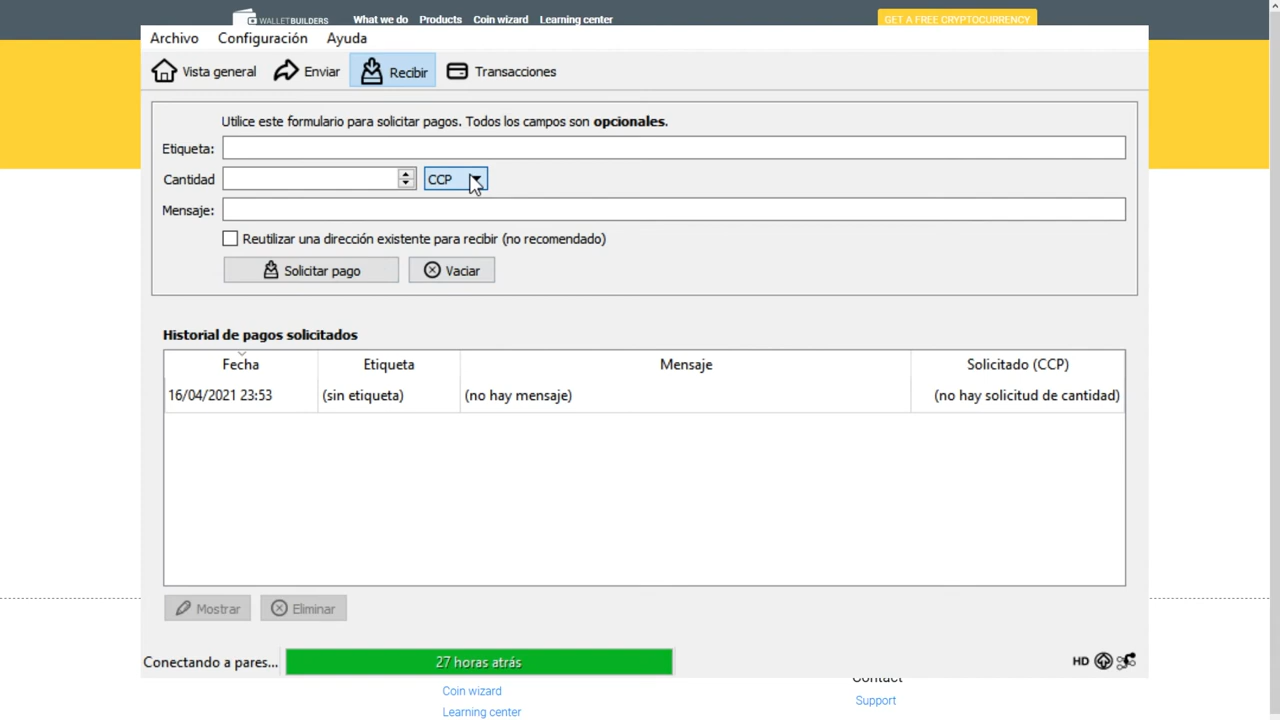 WALLETBUILDERS What we do Products Coin wizard Learning center GET A FREE CRYPTOCURRENCY
Archivo Configuración Ayuda
Vista general Enviar Recibir Transacciones
Utilice este formulario para solicitar pagos. Todos los campos son opcionales.
Etiqueta:
Cantidad CCP
Mensaje:
Reutilizar una dirección existente para recibir (no recomendado)
Solicitar pago Vaciar
Historial de pagos solicitados
Fecha Etiqueta Mensaje Solicitado (CCP)
16/04/2021 23:53 (sin etiqueta) (no hay mensaje) (no hay solicitud de cantidad)
Mostrar Eliminar
Conectando a pares... 27 horas atrás HD
Contact
Coin wizard
Support
Learning center